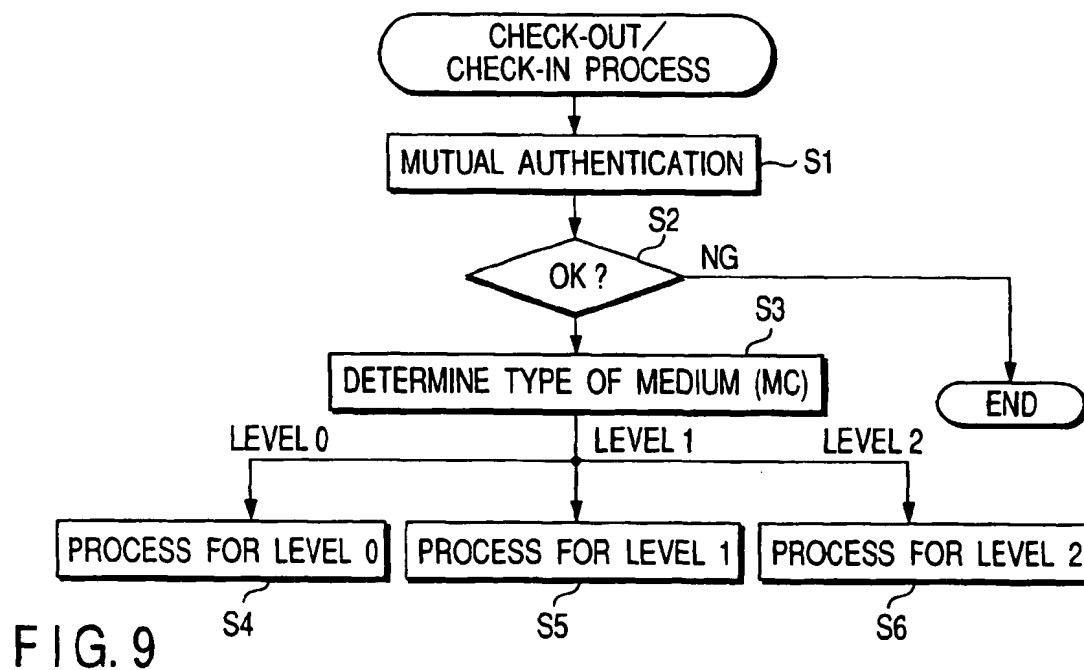 CHECK-OUT/
CHECK-IN PROCESS
MUTUAL AUTHENTICATION
S1
S2
OK ?
NG
S3
DETERMINE TYPE OF MEDIUM (MC)
END
LEVEL 0
LEVEL 1
LEVEL 2
PROCESS FOR LEVEL 0
PROCESS FOR LEVEL 1
PROCESS FOR LEVEL 2
S4
S5
S6
FIG. 9